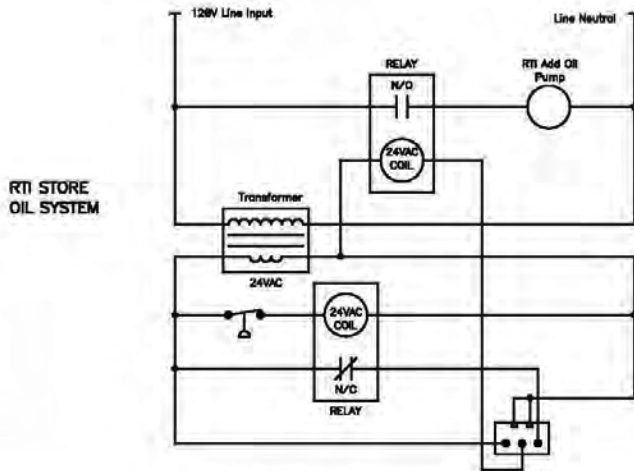 120V Line Input
Line Neutral
RELAY
N/O
RTI Add Oil
Pump
24VAC
COIL
RTI STORE
OIL SYSTEM
Transformer
24VAC
24VAC
COIL
N/C
RELAY